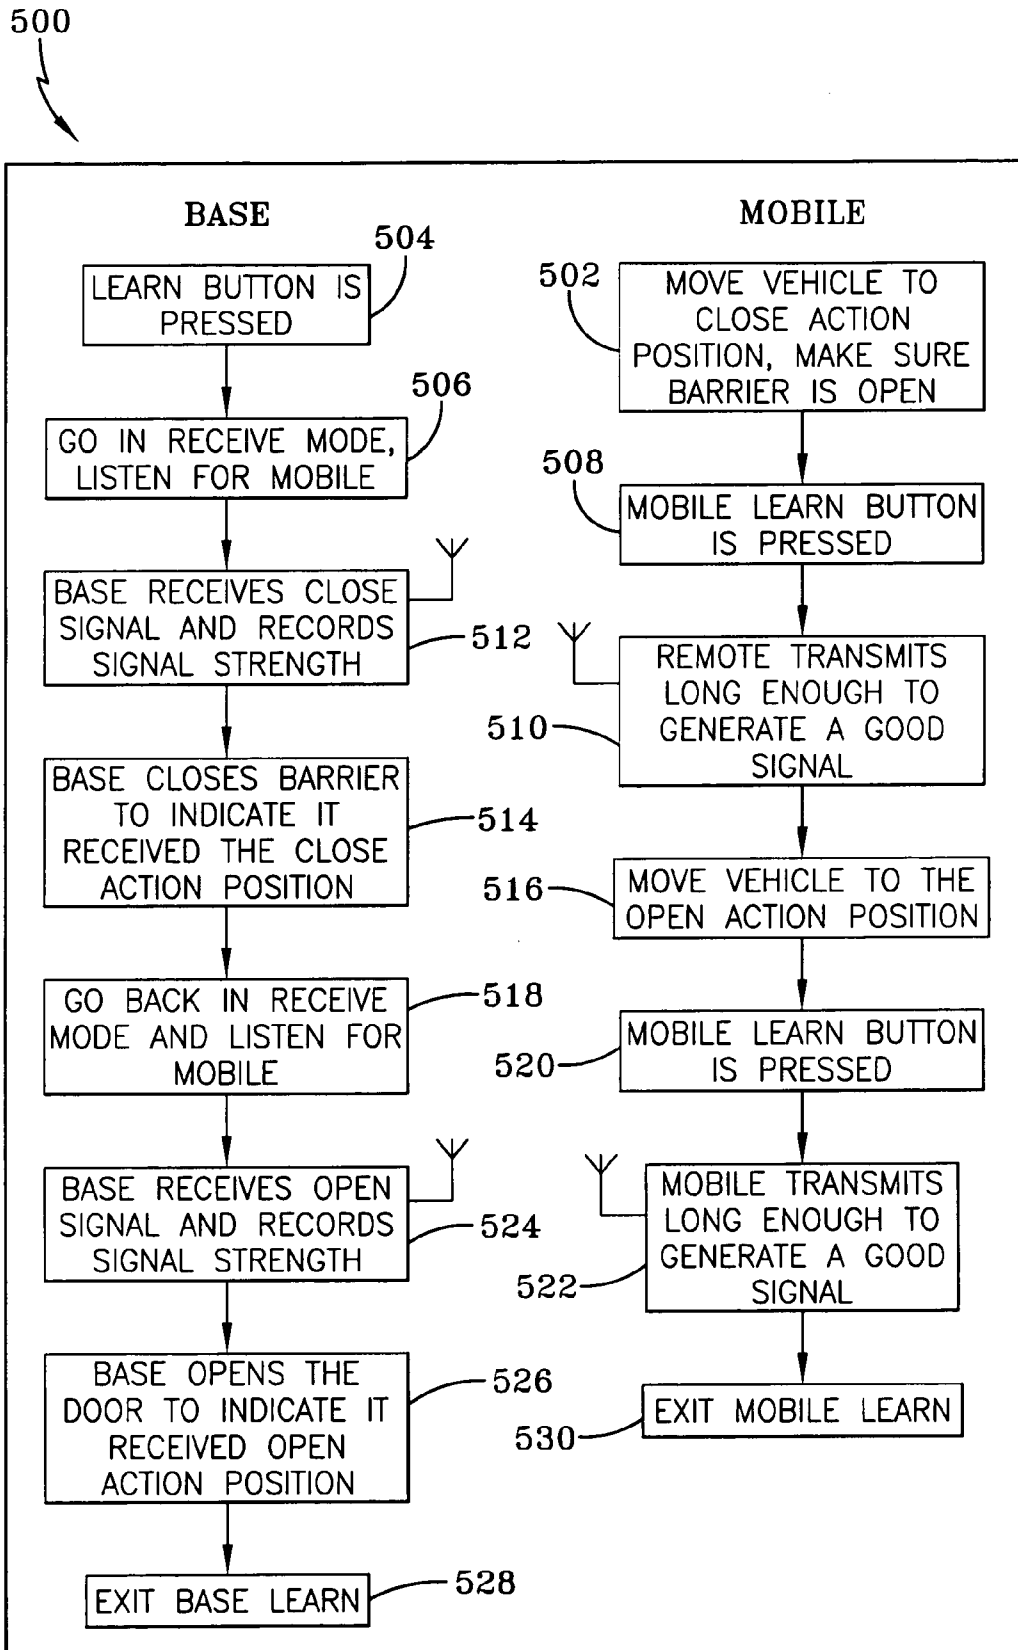 500
BASE
504
LEARN BUTTON IS
PRESSED
506
GO IN RECEIVE MODE,
LISTEN FOR MOBILE
BASE RECEIVES CLOSE
SIGNAL AND RECORDS
SIGNAL STRENGTH
512
BASE CLOSES BARRIER
TO INDICATE IT
RECEIVED THE CLOSE
ACTION POSITION
514
GO BACK IN RECEIVE
MODE AND LISTEN FOR
MOBILE
518
BASE RECEIVES OPEN
SIGNAL AND RECORDS
SIGNAL STRENGTH
524
BASE OPENS THE
DOOR TO INDICATE IT
RECEIVED OPEN
ACTION POSITION
526
EXIT BASE LEARN
528
MOBILE
502
MOVE VEHICLE TO
CLOSE ACTION
POSITION, MAKE SURE
BARRIER IS OPEN
508
MOBILE LEARN BUTTON
IS PRESSED
REMOTE TRANSMITS
LONG ENOUGH TO
GENERATE A GOOD
SIGNAL
510
516
MOVE VEHICLE TO THE
OPEN ACTION POSITION
520
MOBILE LEARN BUTTON
IS PRESSED
MOBILE TRANSMITS
LONG ENOUGH TO
GENERATE A GOOD
SIGNAL
522
EXIT MOBILE LEARN
530